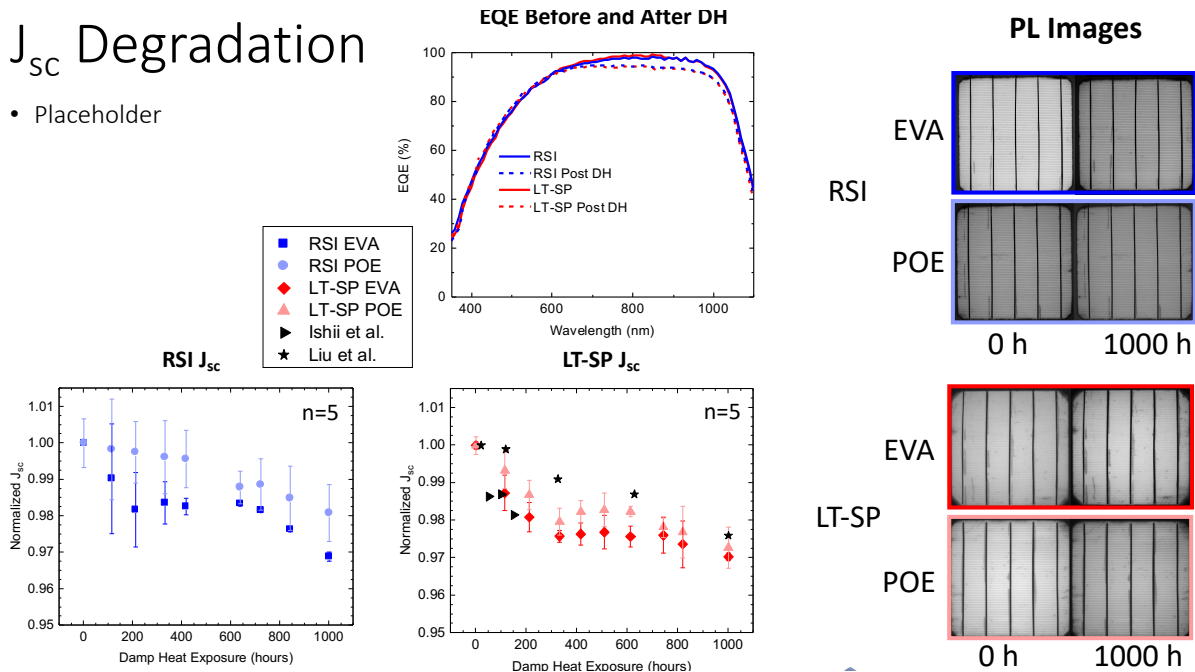 J_sc Degradation
• Placeholder
EQE Before and After DH
100
80
60
40
20
0
EQE (%)
RSI
RSI Post DH
LT-SP
LT-SP Post DH
400 600 800 1000
Wavelength (nm)
RSI EVA
RSI POE
LT-SP EVA
LT-SP POE
Ishii et al.
Liu et al.
RSI J_sc
n=5
1.01
1.00
0.99
0.98
0.97
0.96
0.95
Normalized J_sc
0 200 400 600 800 1000
Damp Heat Exposure (hours)
LT-SP J_sc
n=5
1.01
1.00
0.99
0.98
0.97
0.96
0.95
Normalized J_sc
0 200 400 600 800 1000
Damp Heat Exposure (hours)
PL Images
RSI
EVA
POE
0 h 1000 h
LT-SP
EVA
POE
0 h 1000 h